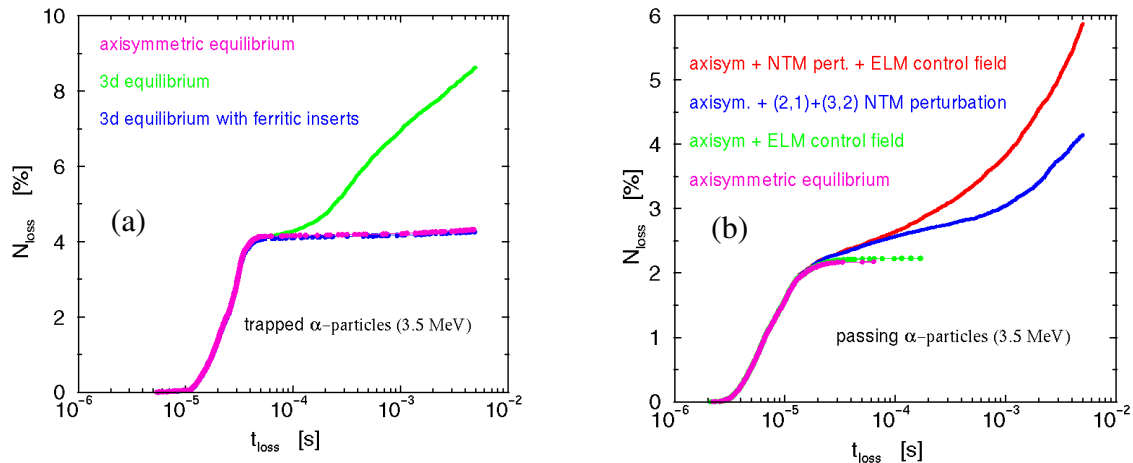 10
8
6
4
2
0
N_loss [%]
axisymmetric equilibrium
3d equilibrium
3d equilibrium with ferritic inserts
(a)
trapped α−particles (3.5 MeV)
10^-6
10^-5
10^-4
10^-3
10^-2
t_loss [s]
6
5
4
3
2
1
0
N_loss [%]
axisym + NTM pert. + ELM control field
axisym. + (2,1)+(3,2) NTM perturbation
axisym + ELM control field
axisymmetric equilibrium
(b)
passing α−particles (3.5 MeV)
10^-6
10^-5
10^-4
10^-3
10^-2
t_loss [s]